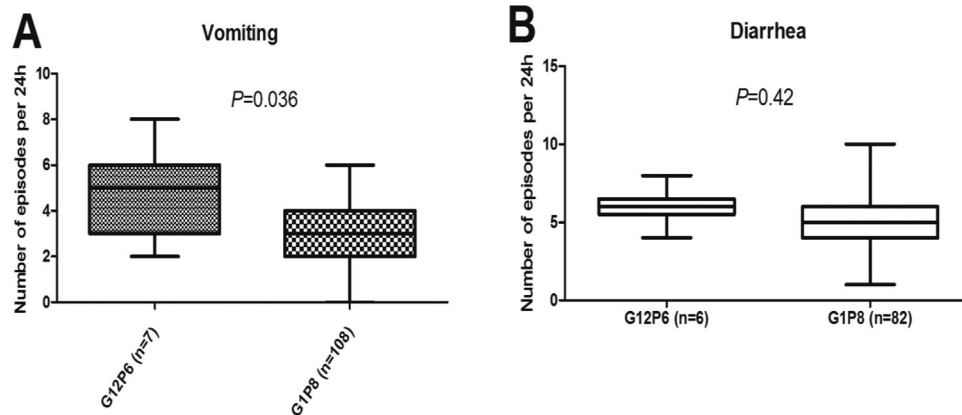 A
Vomiting
Number of episodes per 24h
10
8
6
4
2
0
P=0.036
G12P6 (n=7)
G1P8 (n=108)
B
Diarrhea
Number of episodes per 24h
15
10
5
0
P=0.42
G12P6 (n=6)
G1P8 (n=82)